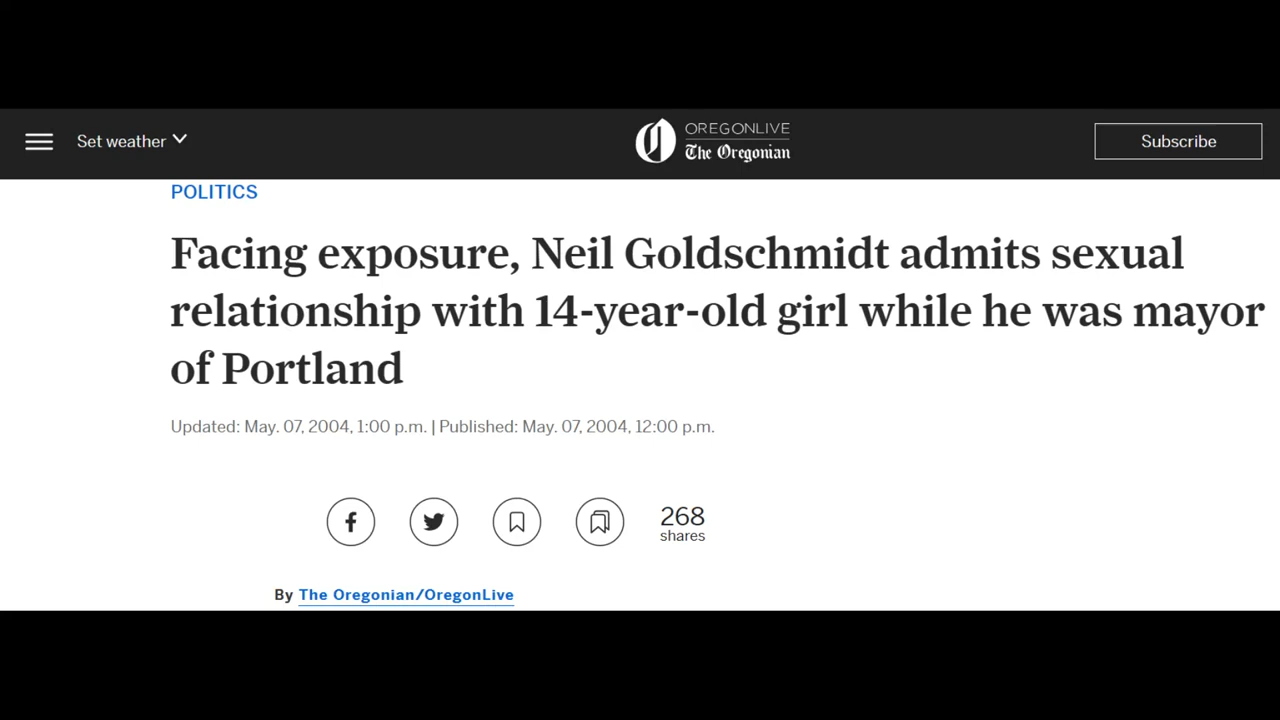 Set weather
OREGONLIVE
The Oregonian
Subscribe
POLITICS
Facing exposure, Neil Goldschmidt admits sexual
relationship with 14-year-old girl while he was mayor
of Portland
Updated: May. 07, 2004, 1:00 p.m. | Published: May. 07, 2004, 12:00 p.m.
268
shares
By The Oregonian/OregonLive